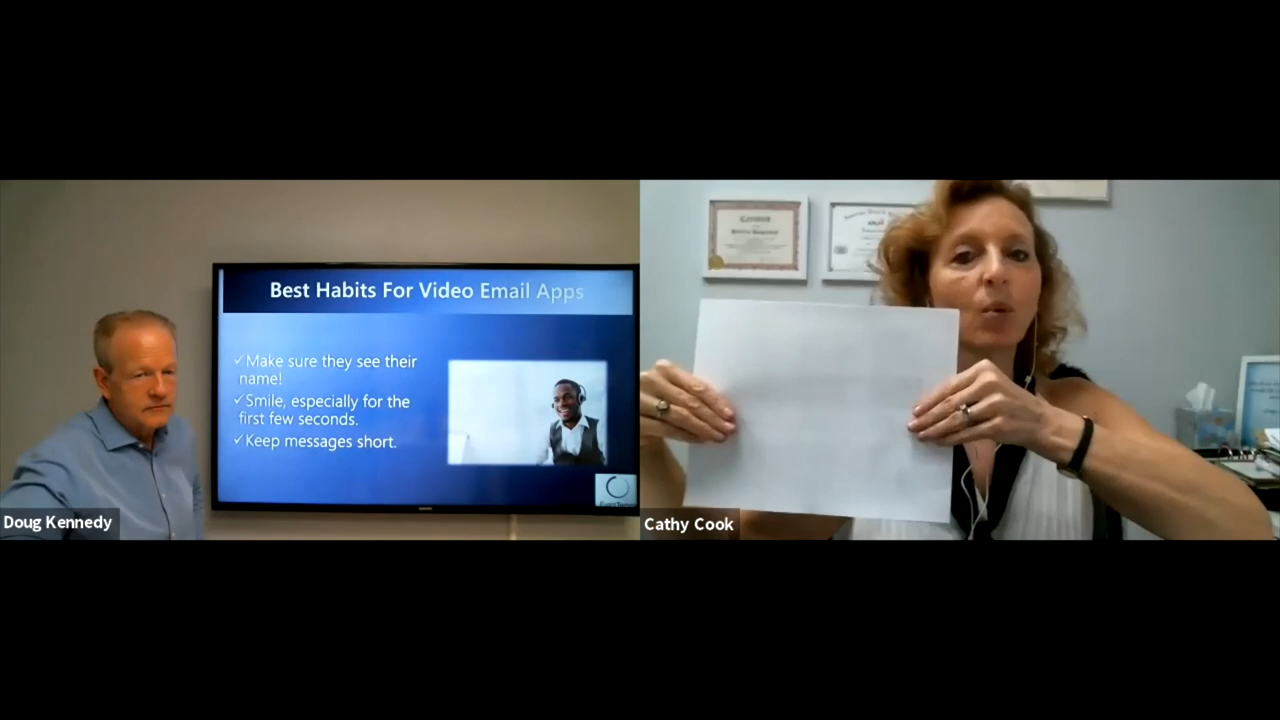 Best Habits For Video Email Apps
✓Make sure they see their
name!
✓Smile, especially for the
first few seconds.
✓Keep messages short.
Doug Kennedy
Cathy Cook